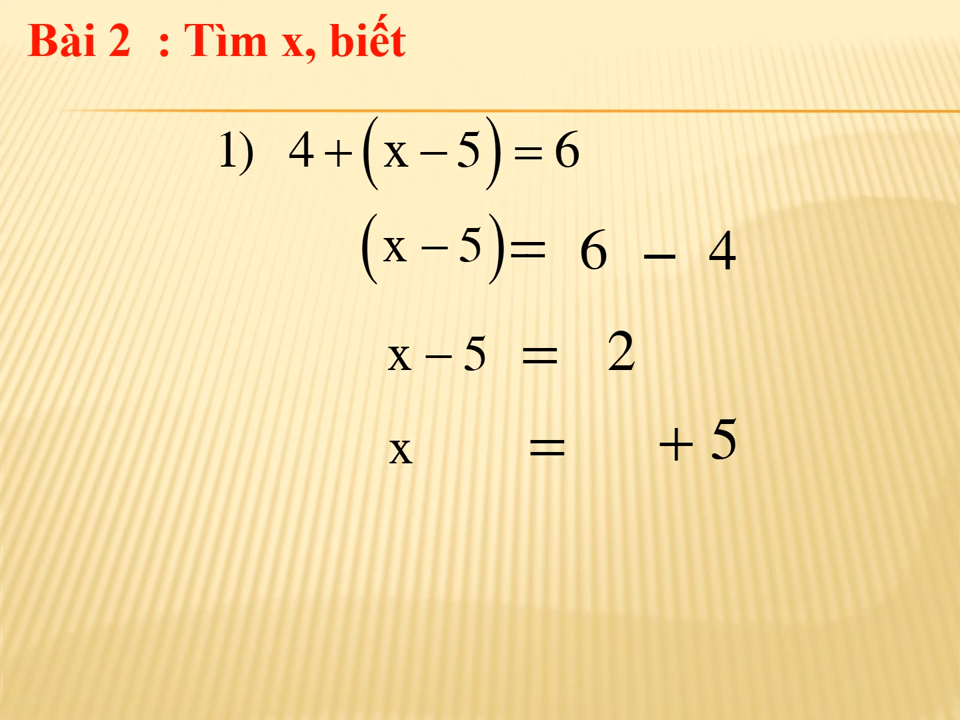 Bài 2 : Tìm x, biết
1) 4 + (x − 5) = 6
(x − 5) = 6 − 4
x − 5 = 2
x = + 5